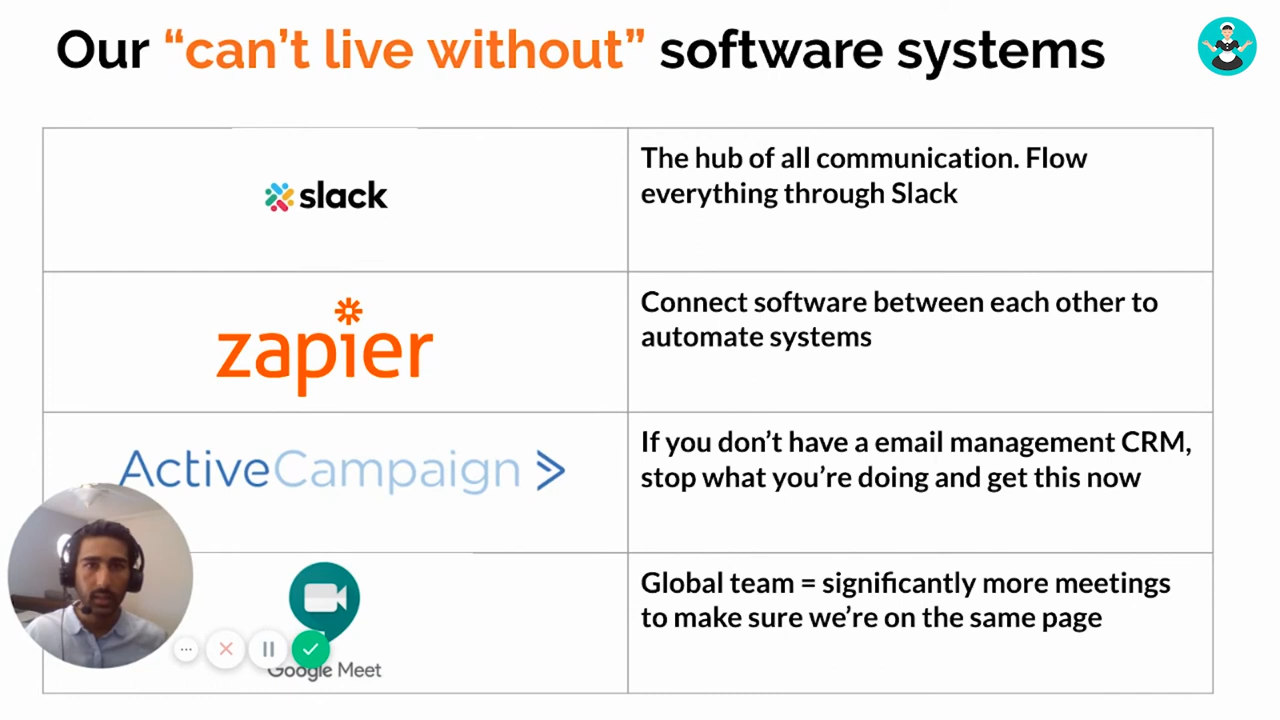 Our “can’t live without” software systems
slack
The hub of all communication. Flow
everything through Slack
zapier
Connect software between each other to
automate systems
ActiveCampaign
If you don’t have a email management CRM,
stop what you’re doing and get this now
Google Meet
Global team = significantly more meetings
to make sure we’re on the same page